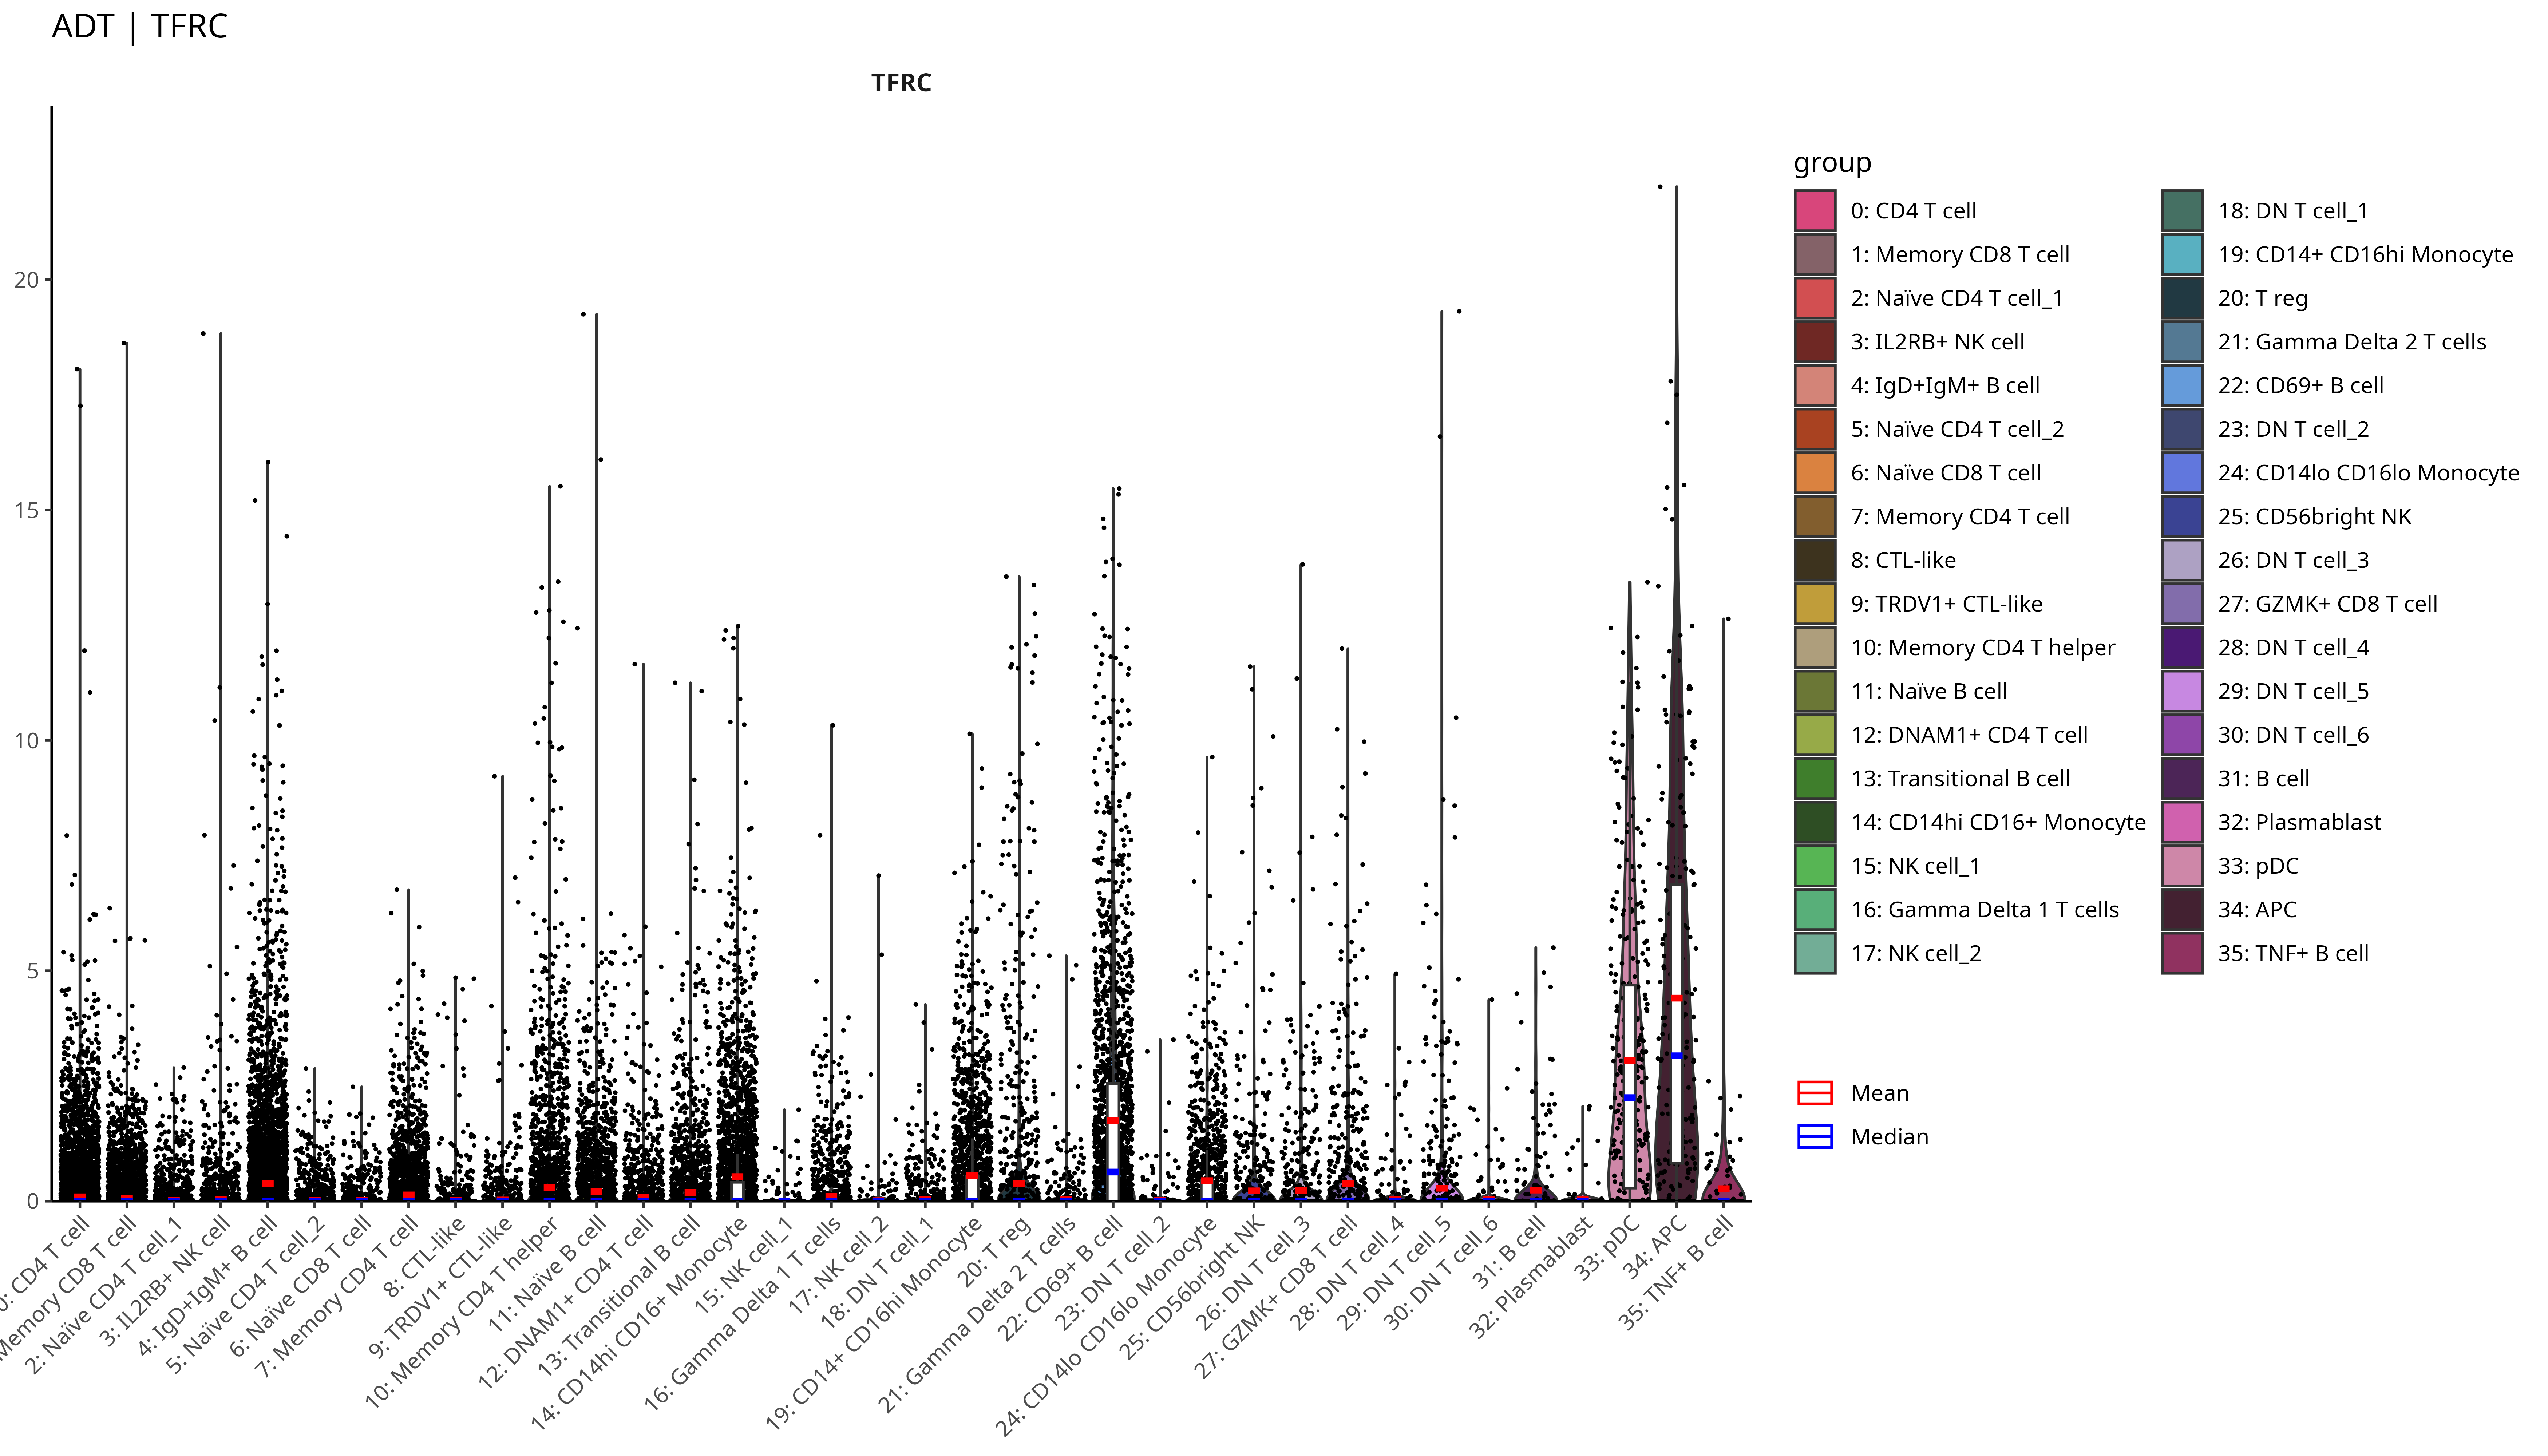 ADT | TFRC
TFRC
20
15
10
5
0
0: CD4 T cell
Memory CD8 T cell
2: Naïve CD4 T cell_1
3: IL2RB+ NK cell
4: IgD+IgM+ B cell
5: Naïve CD4 T cell_2
6: Naïve CD8 T cell
7: Memory CD4 T cell
8: CTL-like
9: TRDV1+ CTL-like
10: Memory CD4 T helper
11: Naïve B cell
12: DNAM1+ CD4 T cell
13: Transitional B cell
14: CD14hi CD16+ Monocyte
15: NK cell_1
16: Gamma Delta 1 T cells
17: NK cell_2
18: DN T cell_1
19: CD14+ CD16hi Monocyte
20: T reg
21: Gamma Delta 2 T cells
22: CD69+ B cell
23: DN T cell_2
24: CD14lo CD16lo Monocyte
25: CD56bright NK
26: DN T cell_3
27: GZMK+ CD8 T cell
28: DN T cell_4
29: DN T cell_5
30: DN T cell_6
31: B cell
32: Plasmablast
33: pDC
34: APC
35: TNF+ B cell
group
0: CD4 T cell
1: Memory CD8 T cell
2: Naïve CD4 T cell_1
3: IL2RB+ NK cell
4: IgD+IgM+ B cell
5: Naïve CD4 T cell_2
6: Naïve CD8 T cell
7: Memory CD4 T cell
8: CTL-like
9: TRDV1+ CTL-like
10: Memory CD4 T helper
11: Naïve B cell
12: DNAM1+ CD4 T cell
13: Transitional B cell
14: CD14hi CD16+ Monocyte
15: NK cell_1
16: Gamma Delta 1 T cells
17: NK cell_2
18: DN T cell_1
19: CD14+ CD16hi Monocyte
20: T reg
21: Gamma Delta 2 T cells
22: CD69+ B cell
23: DN T cell_2
24: CD14lo CD16lo Monocyte
25: CD56bright NK
26: DN T cell_3
27: GZMK+ CD8 T cell
28: DN T cell_4
29: DN T cell_5
30: DN T cell_6
31: B cell
32: Plasmablast
33: pDC
34: APC
35: TNF+ B cell
Mean
Median